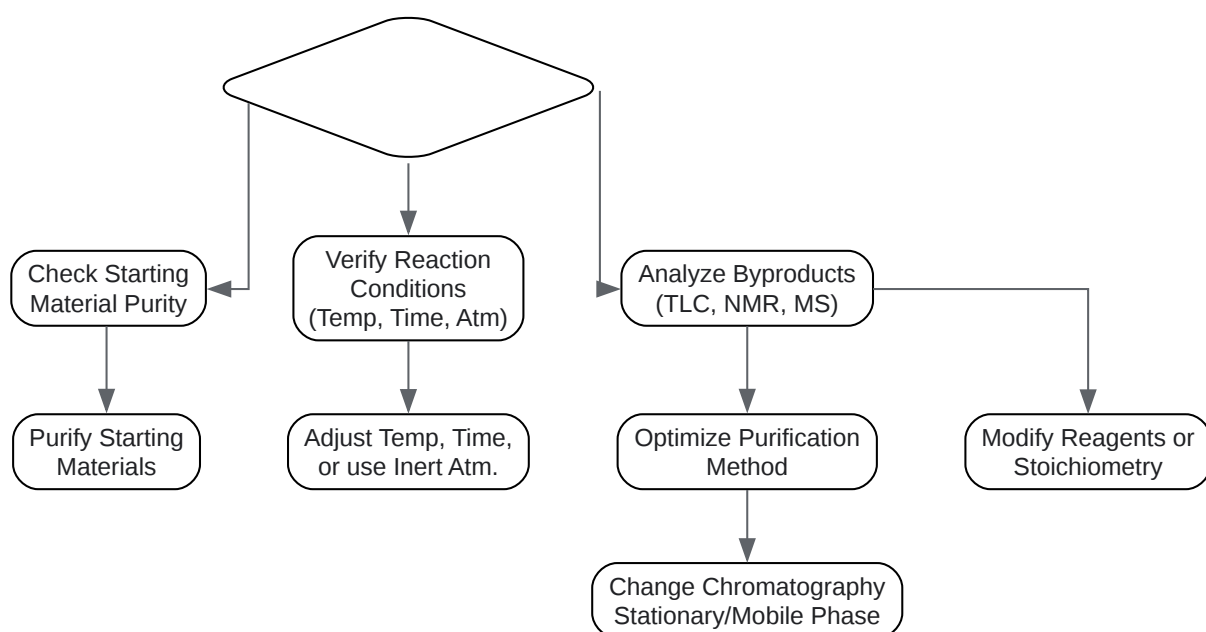 Check Starting
Material Purity
Verify Reaction
Conditions
(Temp, Time, Atm)
Analyze Byproducts
(TLC, NMR, MS)
Purify Starting
Materials
Adjust Temp, Time,
or use Inert Atm.
Optimize Purification
Method
Modify Reagents or
Stoichiometry
Change Chromatography
Stationary/Mobile Phase